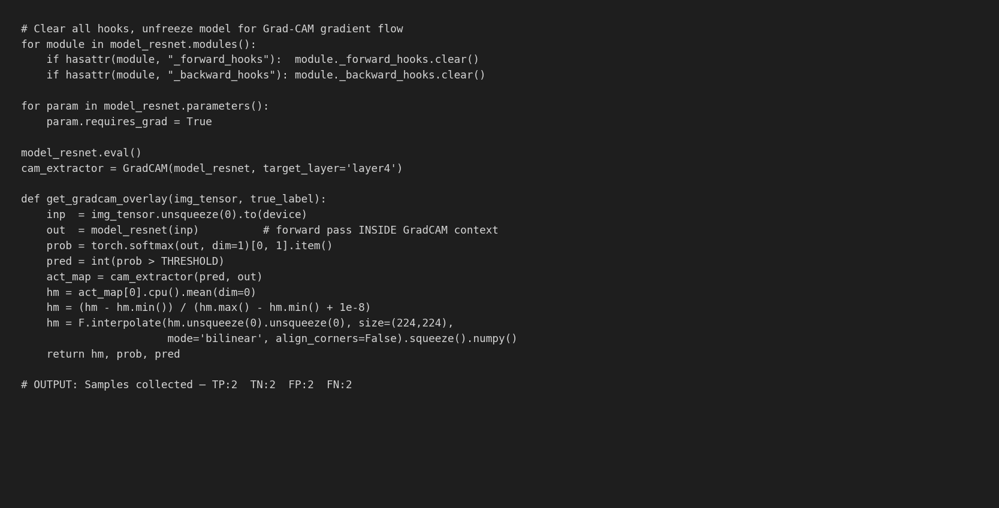 # Clear all hooks, unfreeze model for Grad-CAM gradient flow
for module in model_resnet.modules():
    if hasattr(module, "_forward_hooks"):  module._forward_hooks.clear()
    if hasattr(module, "_backward_hooks"): module._backward_hooks.clear()

for param in model_resnet.parameters():
    param.requires_grad = True

model_resnet.eval()
cam_extractor = GradCAM(model_resnet, target_layer='layer4')

def get_gradcam_overlay(img_tensor, true_label):
    inp  = img_tensor.unsqueeze(0).to(device)
    out  = model_resnet(inp)          # forward pass INSIDE GradCAM context
    prob = torch.softmax(out, dim=1)[0, 1].item()
    pred = int(prob > THRESHOLD)
    act_map = cam_extractor(pred, out)
    hm = act_map[0].cpu().mean(dim=0)
    hm = (hm - hm.min()) / (hm.max() - hm.min() + 1e-8)
    hm = F.interpolate(hm.unsqueeze(0).unsqueeze(0), size=(224,224),
                       mode='bilinear', align_corners=False).squeeze().numpy()
    return hm, prob, pred

# OUTPUT: Samples collected — TP:2  TN:2  FP:2  FN:2